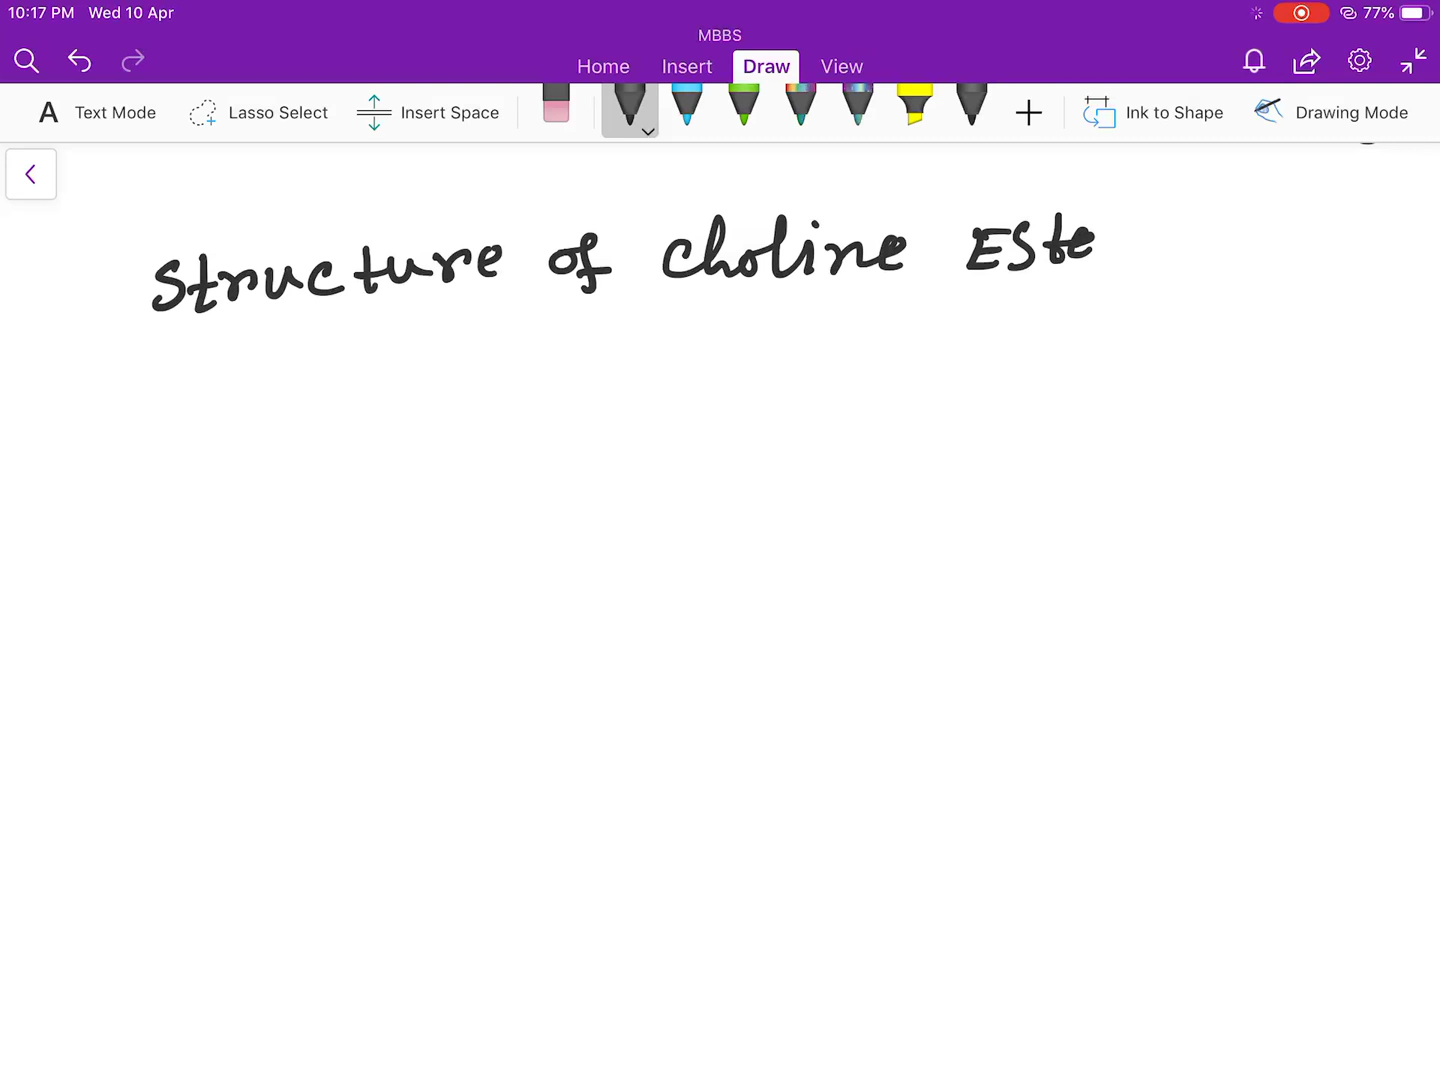 10:17 PM Wed 10 Apr
77%
MBBS
Home Insert Draw View
A Text Mode Lasso Select Insert Space Ink to Shape Drawing Mode
Structure of choline Este